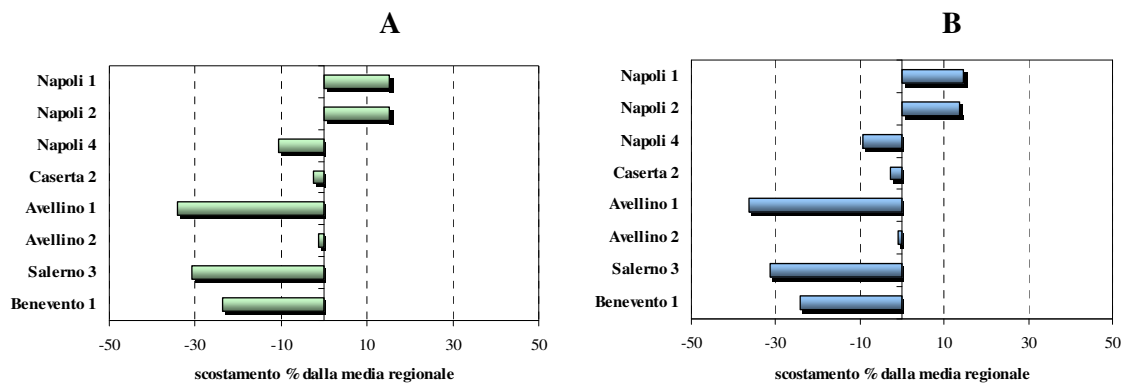 A
Napoli 1
Napoli 2
Napoli 4
Caserta 2
Avellino 1
Avellino 2
Salerno 3
Benevento 1
-50 -30 -10 10 30 50
scostamento % dalla media regionale
B
Napoli 1
Napoli 2
Napoli 4
Caserta 2
Avellino 1
Avellino 2
Salerno 3
Benevento 1
-50 -30 -10 10 30 50
scostamento % dalla media regionale